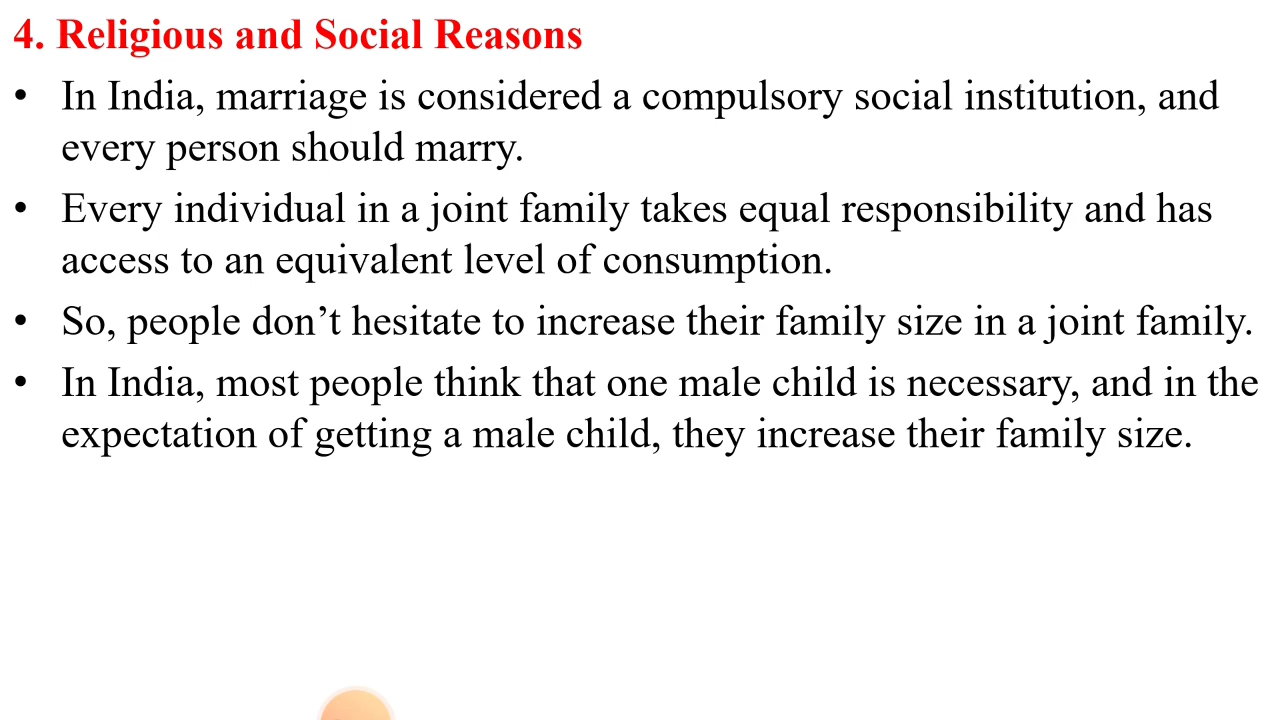 4. Religious and Social Reasons
• In India, marriage is considered a compulsory social institution, and
every person should marry.
• Every individual in a joint family takes equal responsibility and has
access to an equivalent level of consumption.
• So, people don’t hesitate to increase their family size in a joint family.
• In India, most people think that one male child is necessary, and in the
expectation of getting a male child, they increase their family size.